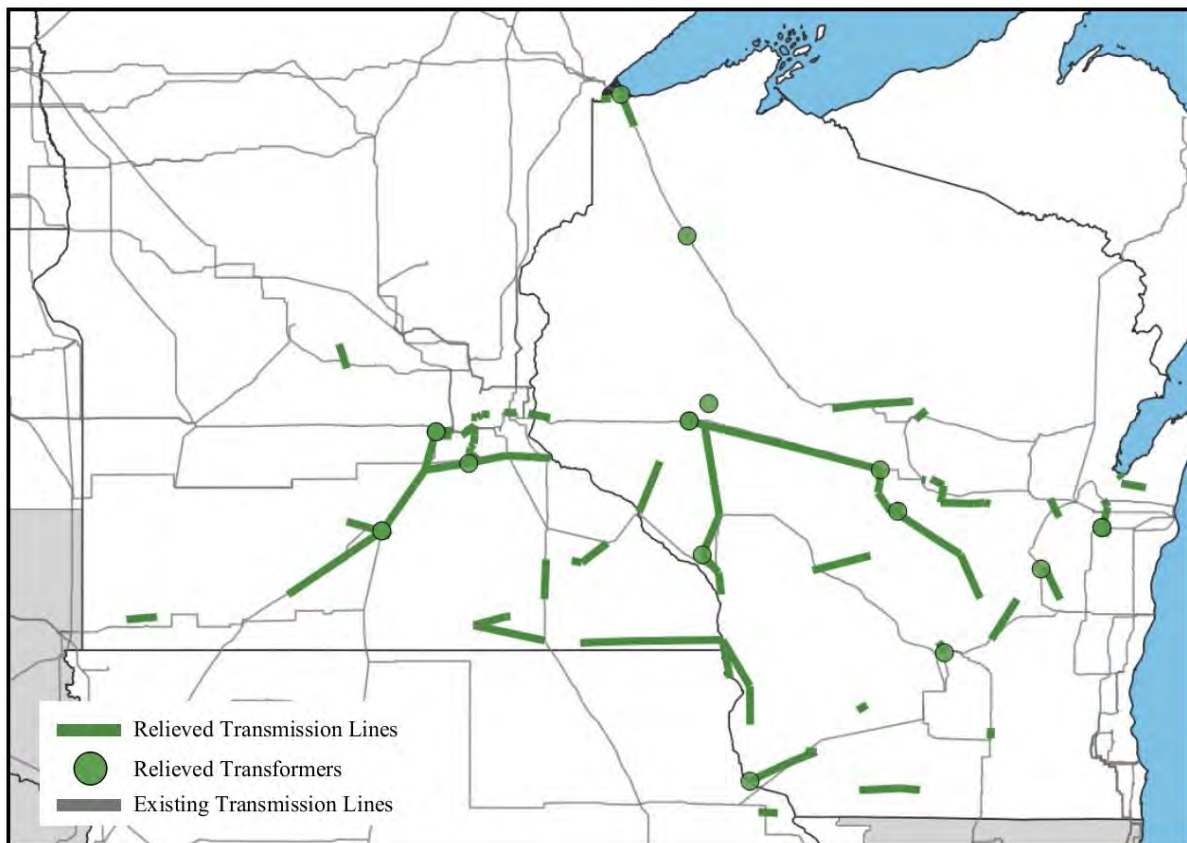 Relieved Transmission Lines
Relieved Transformers
Existing Transmission Lines